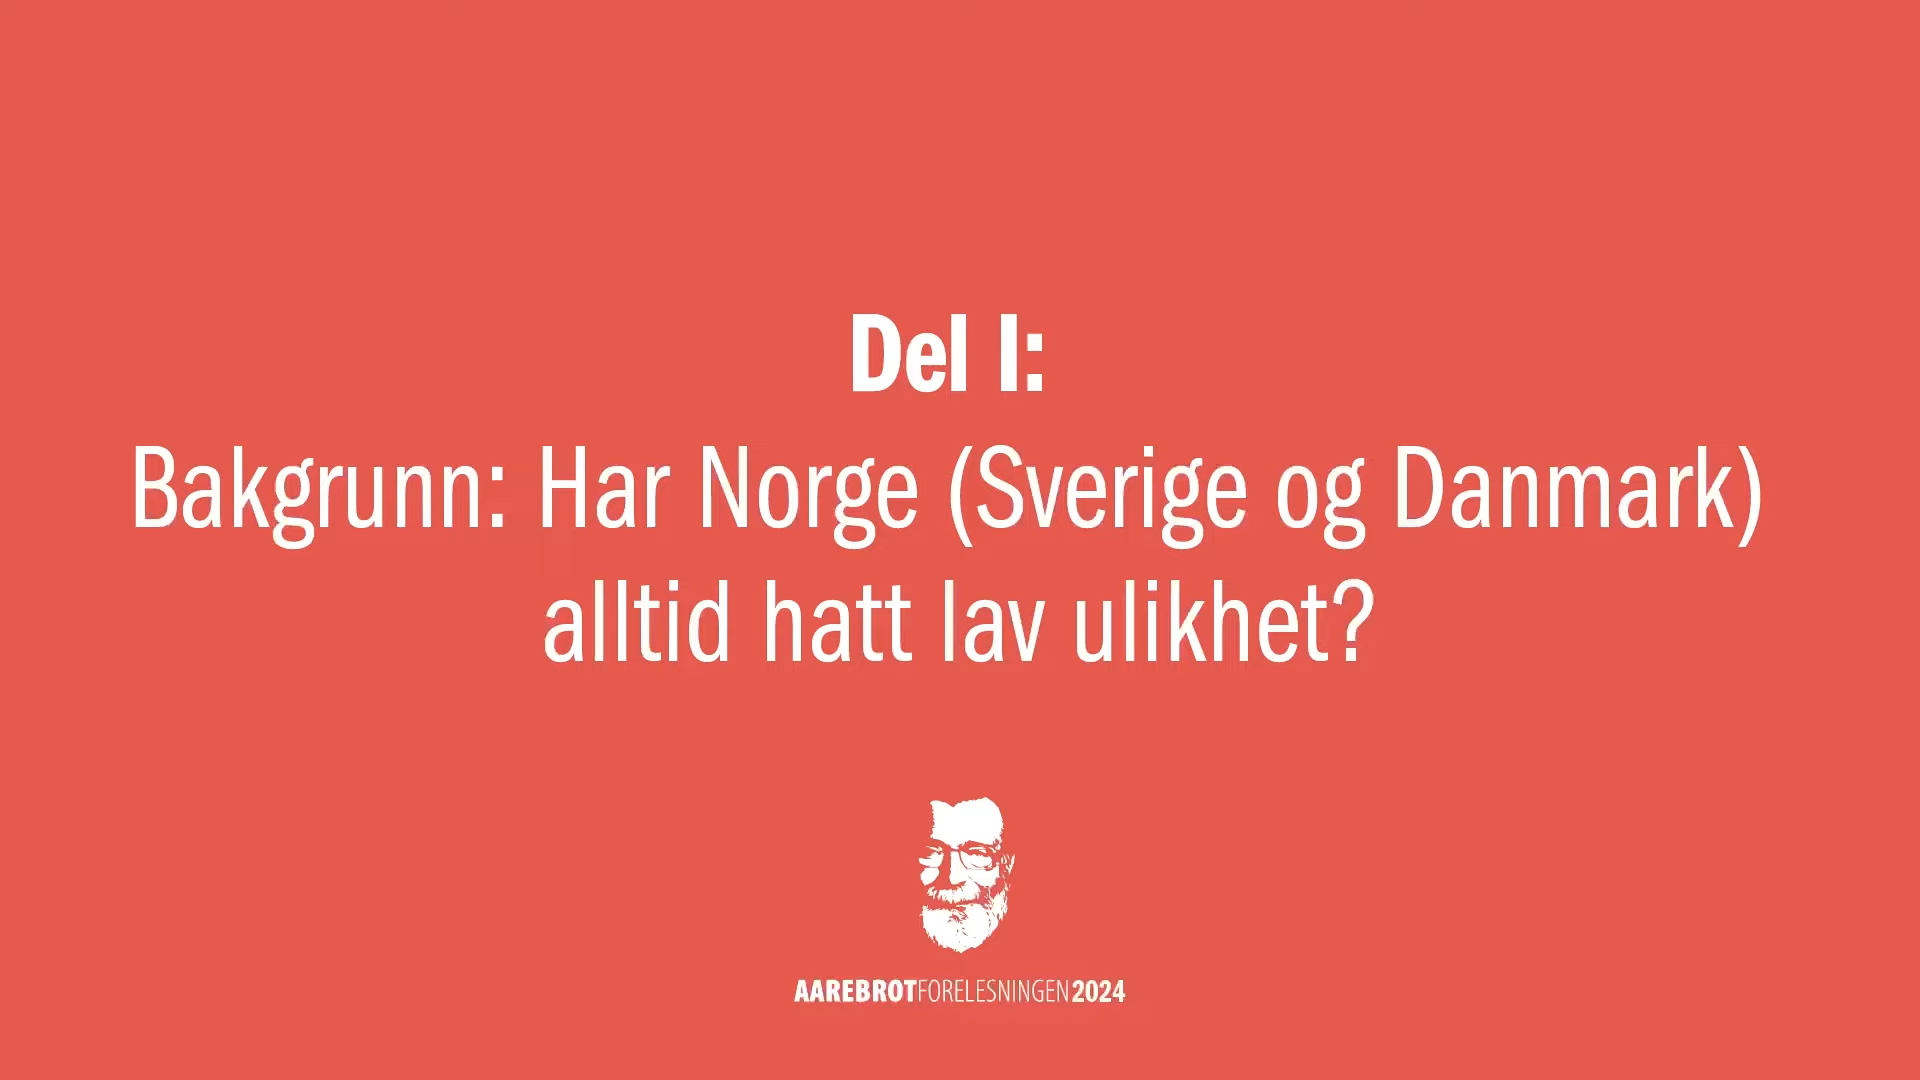 Del I:
Bakgrunn: Har Norge (Sverige og Danmark)
alltid hatt lav ulikhet?
AAREBROTFORELESNINGEN2024